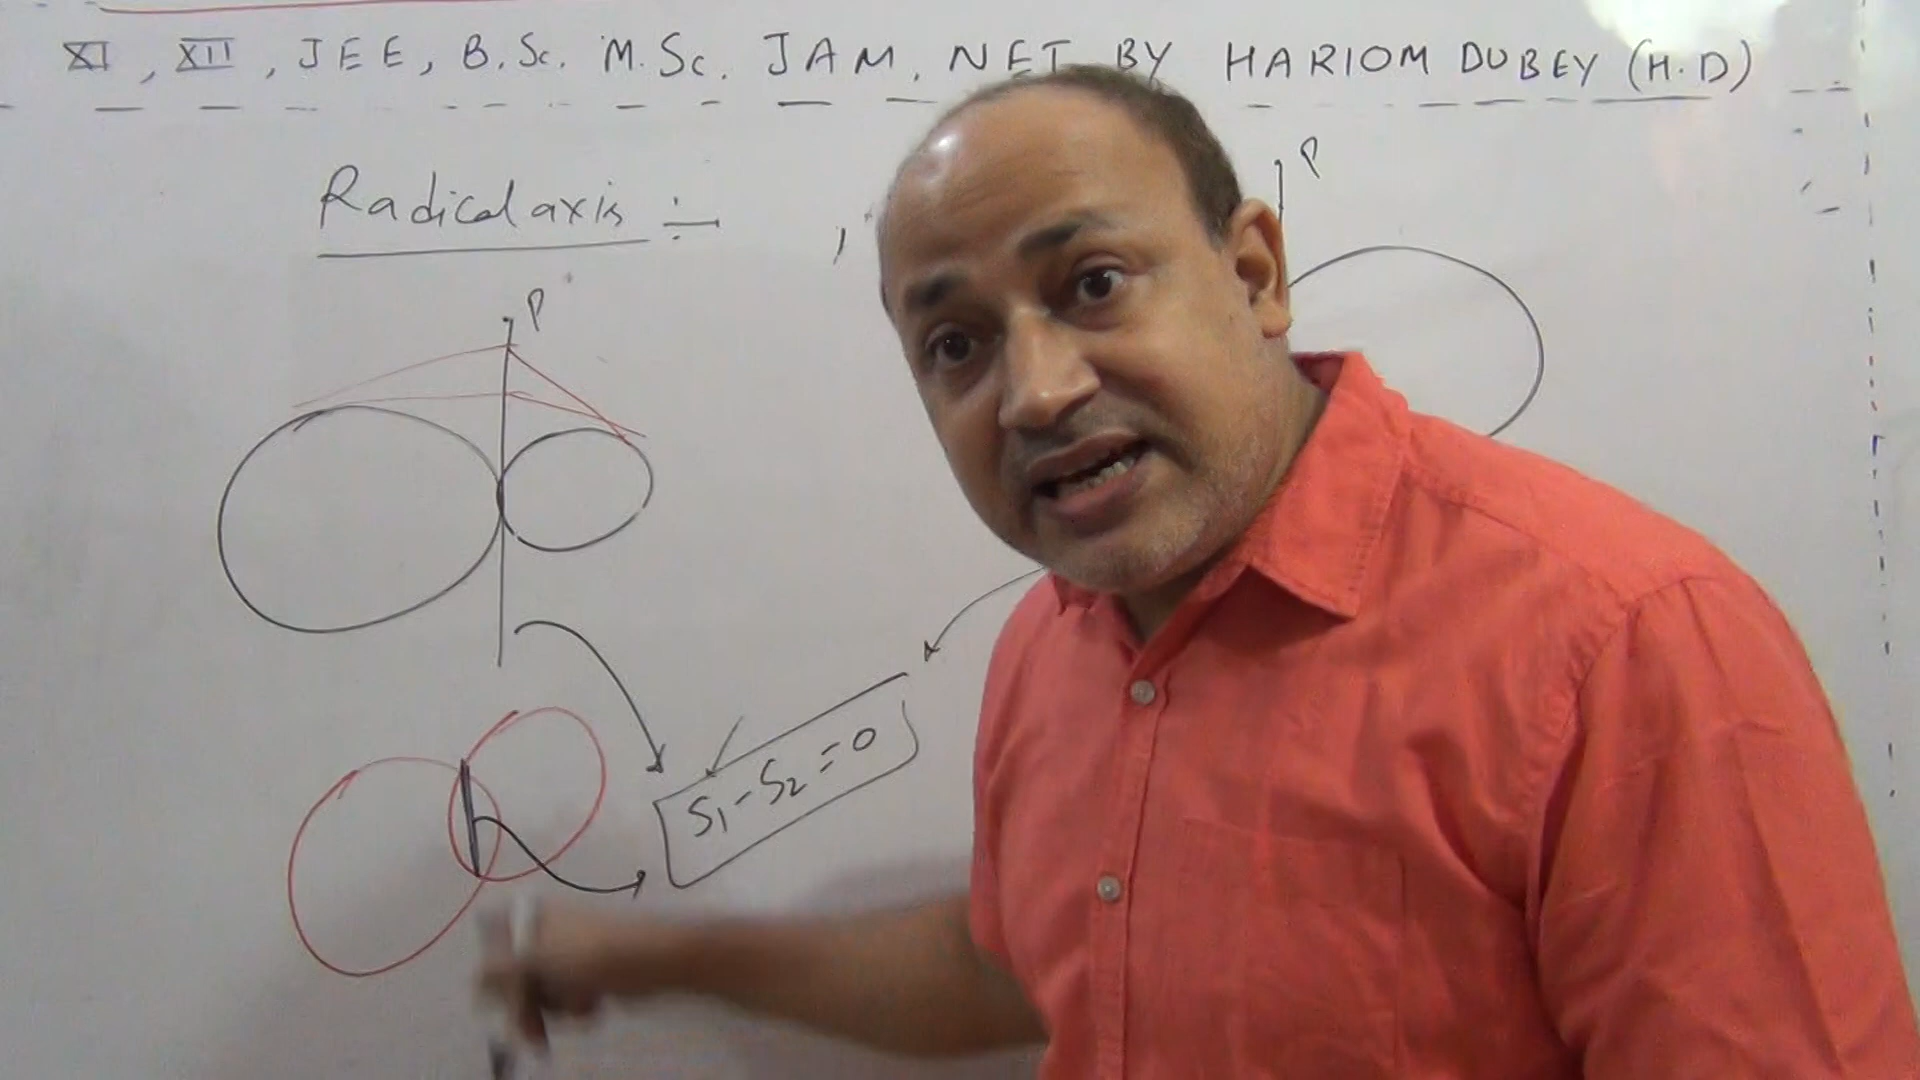 XI, XII, JEE, B.Sc. M.Sc. JAM, NET BY HARIOM DUBEY (H.D)
P
Radical axis ÷
P
S₁-S₂=0